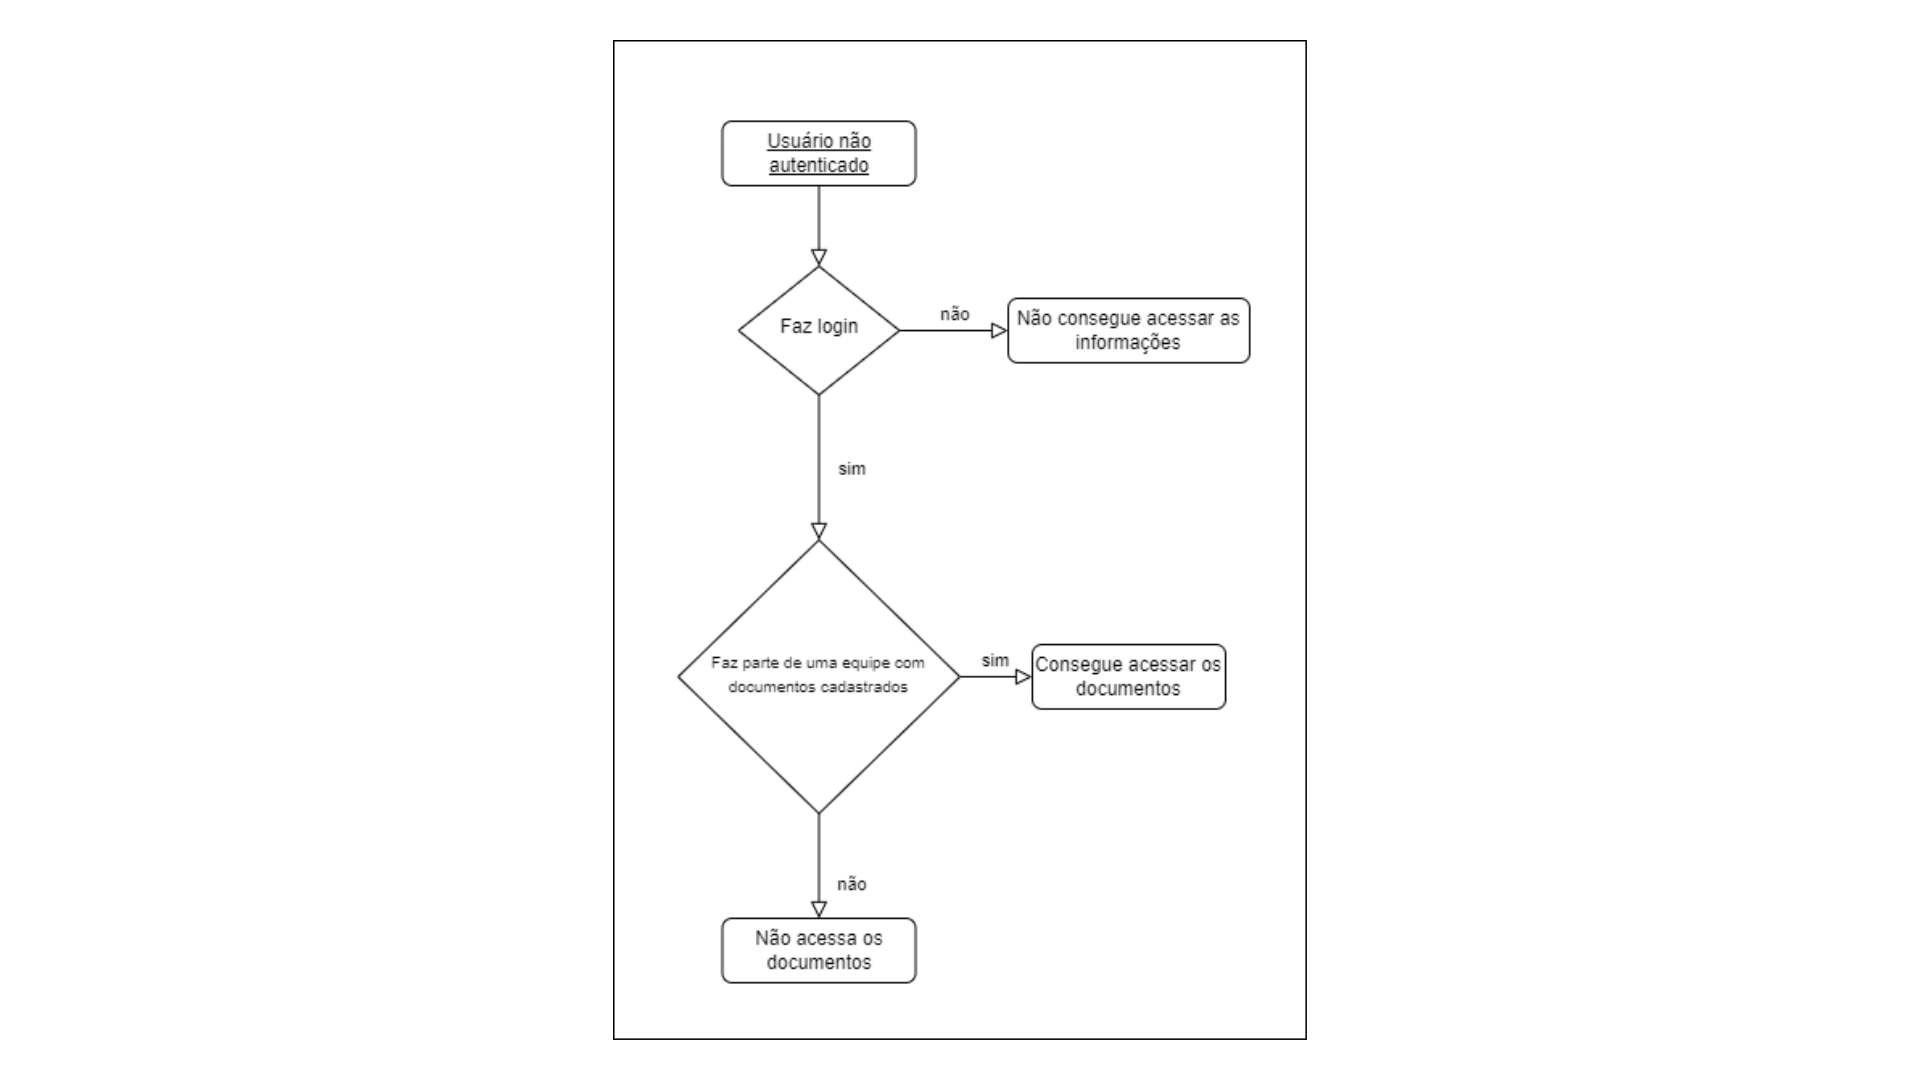 Usuário não
autenticado
Faz login
não
Não consegue acessar as
informações
sim
Faz parte de uma equipe com
documentos cadastrados
sim
Consegue acessar os
documentos
não
Não acessa os
documentos